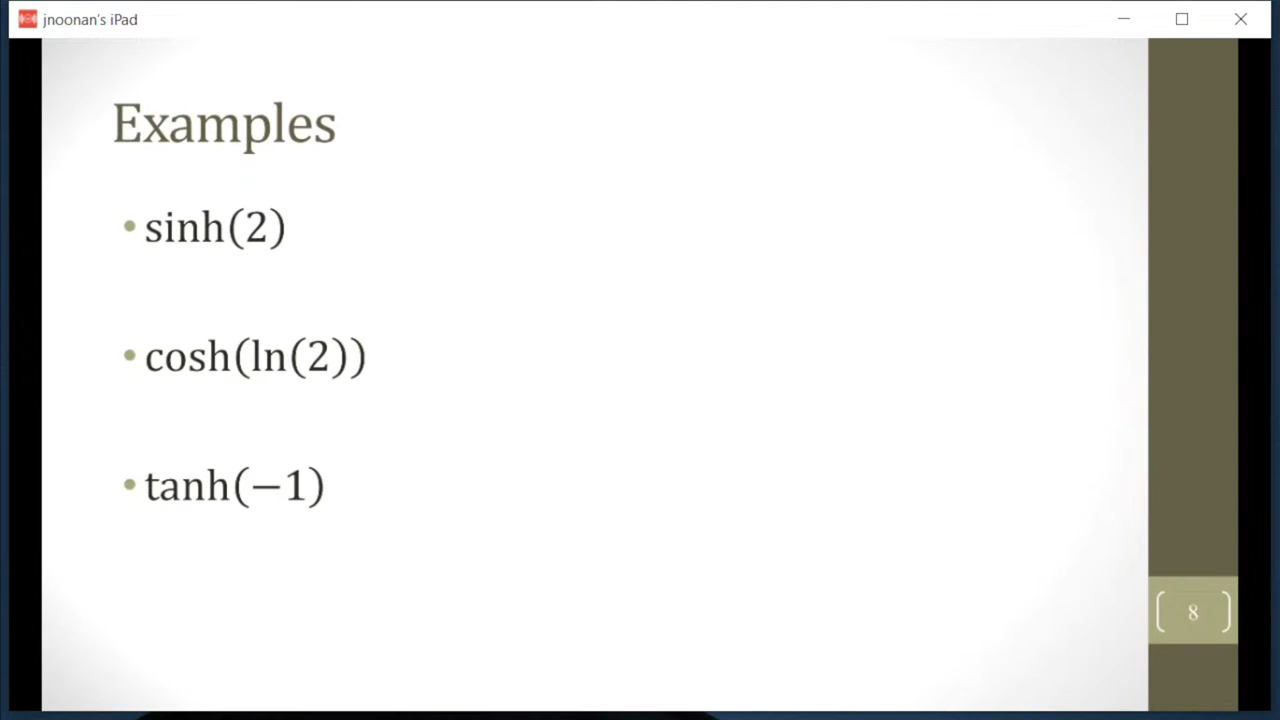 jnoonan's iPad
Examples
• sinh(2)
• cosh(ln(2))
• tanh(−1)
8